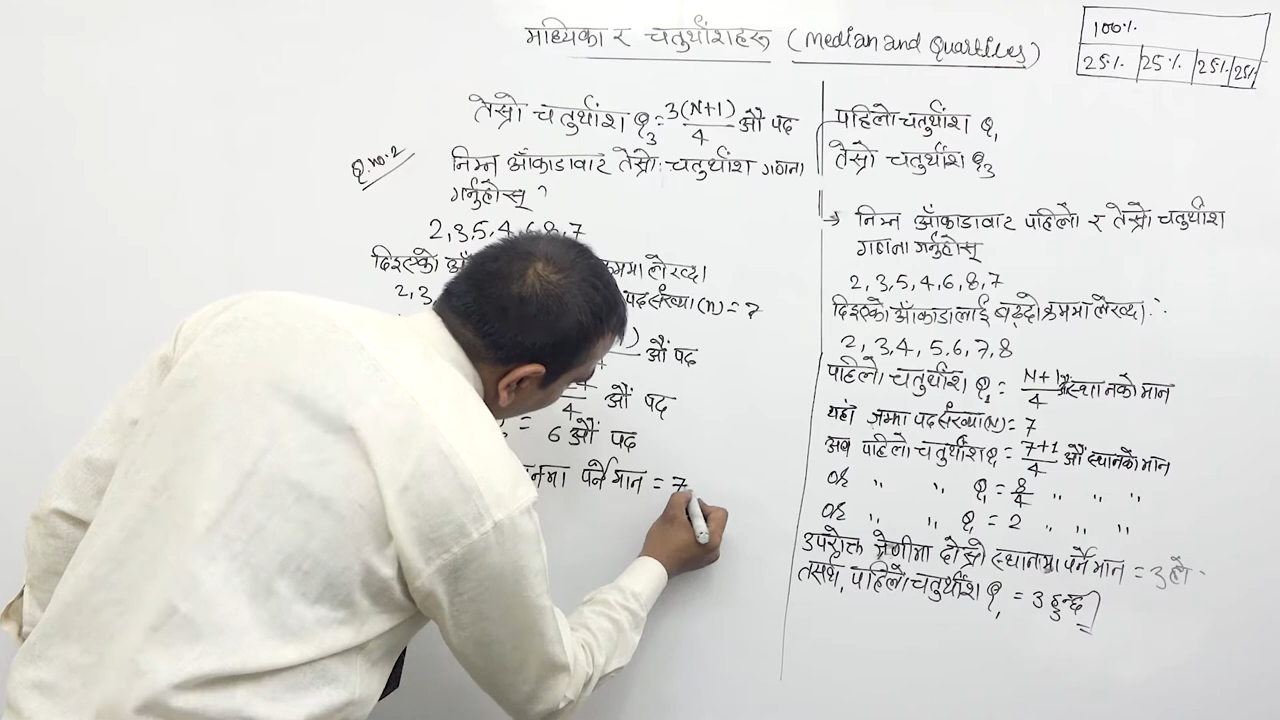 मध्यिका र चतुर्थांशहरू (Median and Quartiles)
100%
25% 25% 25% 25%
तेस्रो चतुर्थांश Q₃ = 3(N+1)/4 औं पद
Q.no.2
निम्न आँकडावाट तेस्रो चतुर्थांश गणना
गर्नुहोस् ?
2,3,5,4,6,8,7
दिइएको
क्रममा लेख्दा
2,3
पदसंख्या(n) = 7
औं पद
4 औं पद
= 6 औं पद
पर्ने मान = 7
पहिलो चतुर्थांश Q₁
तेस्रो चतुर्थांश Q₃
→ निम्न आँकडावाट पहिलो र तेस्रो चतुर्थांश
गणना गर्नुहोस्
2,3,5,4,6,8,7
दिइएको आँकडालाई बढ्दो क्रममा लेख्दा :
2, 3,4, 5,6,7,8
पहिलो चतुर्थांश Q₁ = N+1/4 औं स्थानको मान
यहाँ जम्मा पदसंख्या(N) = 7
अब पहिलो चतुर्थांश Q₁ = 7+1/4 औं स्थानको मान
or ,, ,, Q₁ = 8/4 ,, ,, ,,
or ,, ,, Q₁ = 2 ,, ,, ,,
उपरोक्त श्रेणीमा दोस्रो स्थानमा पर्ने मान = 3 ले
तसर्थ, पहिलो चतुर्थांश Q₁ = 3 हुन्छ